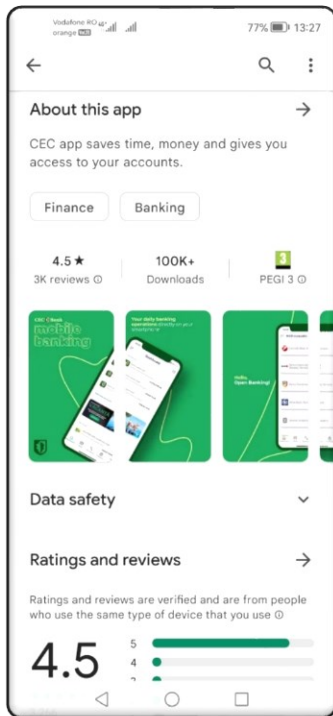 Vodafone RO
orange
77% 13:27
About this app
CEC app saves time, money and gives you
access to your accounts.
Finance
Banking
4.5★
3K reviews
100K+
Downloads
3
PEGI 3
mobile
banking
Your daily banking
operations directly on your
smartphone
Hello,
Open Banking!
Data safety
Ratings and reviews
Ratings and reviews are verified and are from people
who use the same type of device that you use
4.5
5
4